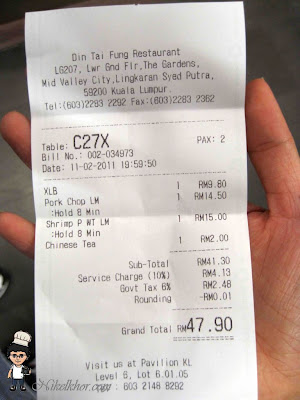 Din Tai Fung Restaurant
LG207, Lwr Gnd Flr,The Gardens,
Mid Valley City,Lingkaran Syed Putra,
59200 Kuala Lumpur.
Tel:(603)2283 2292 Fax:(603)2283 2362
Table: C27X PAX: 2
Bill No.: 002-034973
Date: 11-02-2011 19:59:50
XLB 1 RM9.80
Pork Chop LM 1 RM14.50
:Hold 8 Min
Shrimp P WT LM 1 RM15.00
:Hold 8 Min
Chinese Tea 1 RM2.00
Sub-Total RM41.30
Service Charge (10%) RM4.13
Govt Tax 6% RM2.48
Rounding -RM0.01
Grand Total RM47.90
Visit us at Pavilion KL
Level 6, Lot 6.01.05
: 603 2148 8292